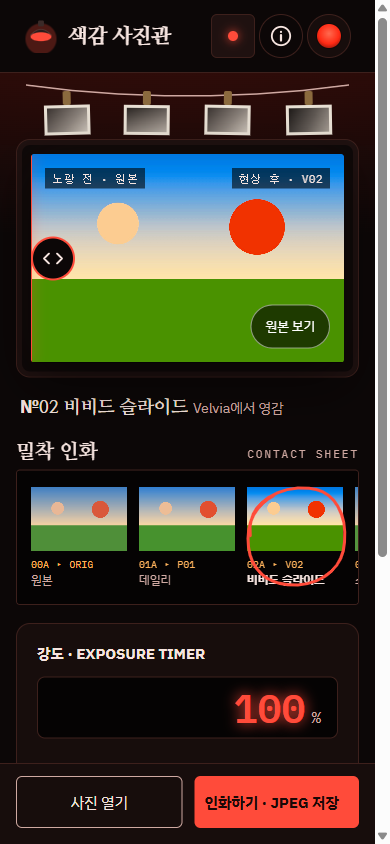 색감 사진관
노광 전 · 원본
현상 후 · V02
원본 보기
№02 비비드 슬라이드 Velvia에서 영감
밀착 인화
CONTACT SHEET
00A ▸ ORIG
원본
01A ▸ P01
데일리
02A ▸ V02
비비드 슬라이드
강도 · EXPOSURE TIMER
100 %
사진 열기
인화하기 · JPEG 저장